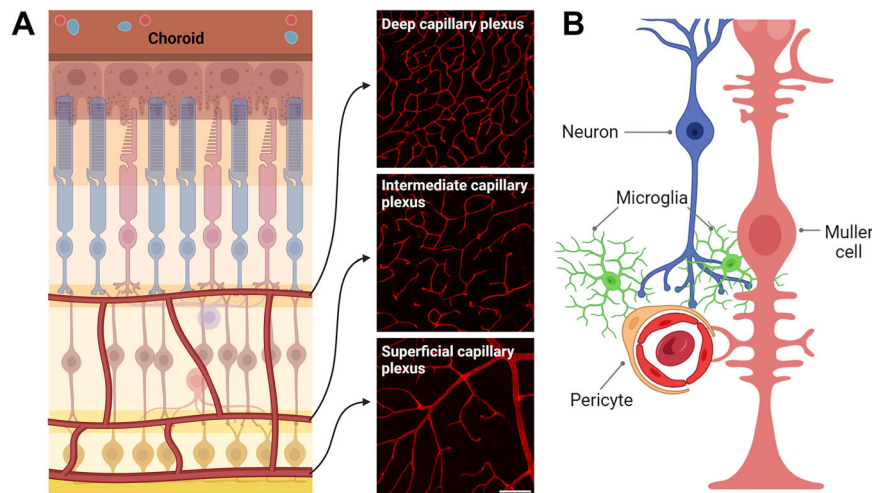 A
Choroid
Deep capillary plexus
Intermediate capillary
plexus
Superficial capillary
plexus
B
Neuron
Microglia
Muller
cell
Pericyte